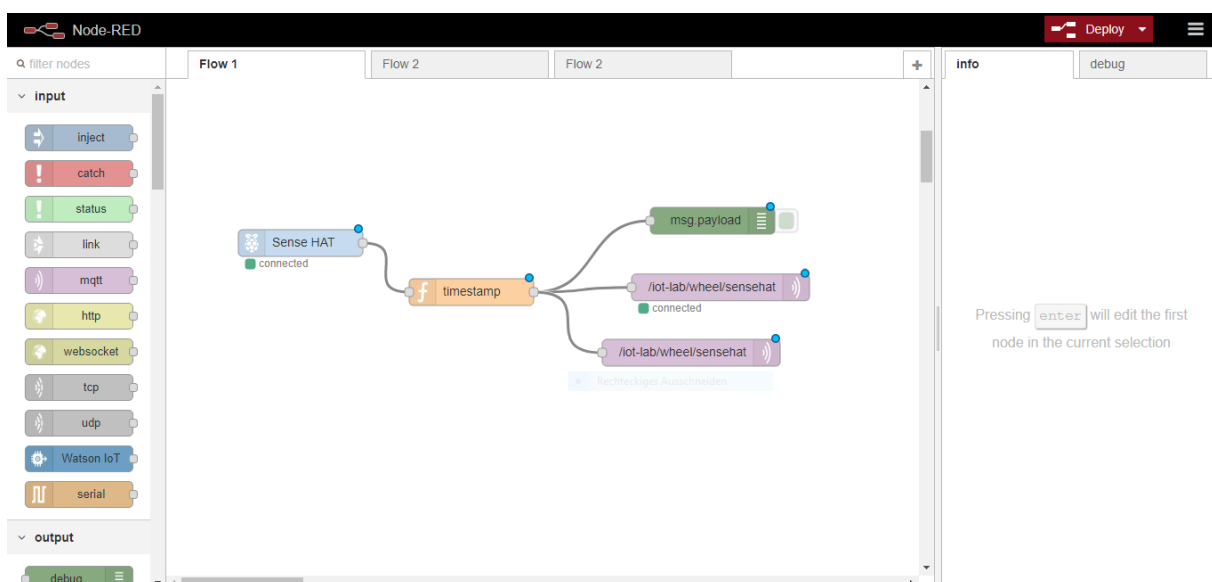 Node-RED
Deploy
filter nodes
Flow 1
Flow 2
Flow 2
info
debug
input
inject
catch
status
link
mqtt
http
websocket
tcp
udp
Watson IoT
serial
output
debug
Sense HAT
connected
timestamp
msg.payload
/iot-lab/wheel/sensehat
connected
/iot-lab/wheel/sensehat
Rechteckiges Ausschneiden
Pressing enter will edit the first
node in the current selection